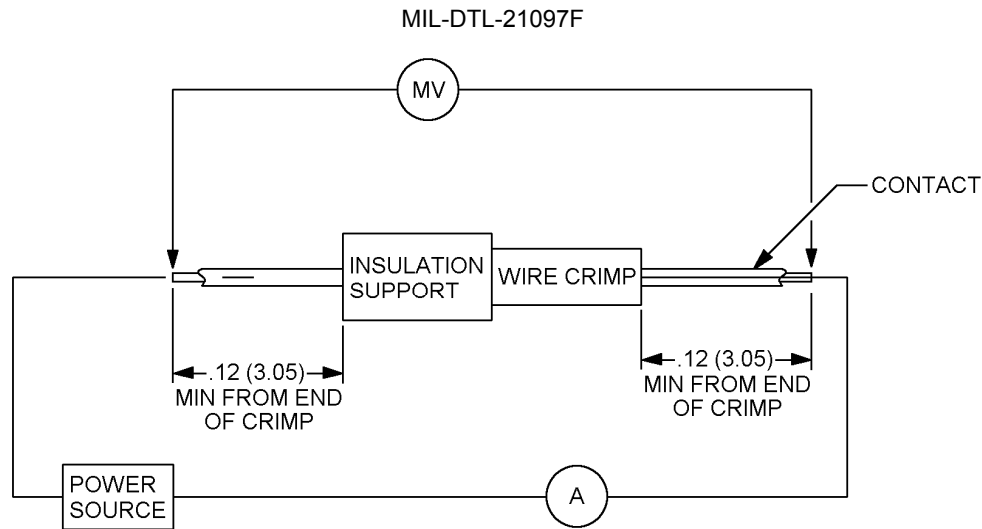 MIL-DTL-21097F
MV
CONTACT
INSULATION
SUPPORT
WIRE CRIMP
.12 (3.05)
MIN FROM END
OF CRIMP
.12 (3.05)
MIN FROM END
OF CRIMP
POWER
SOURCE
A